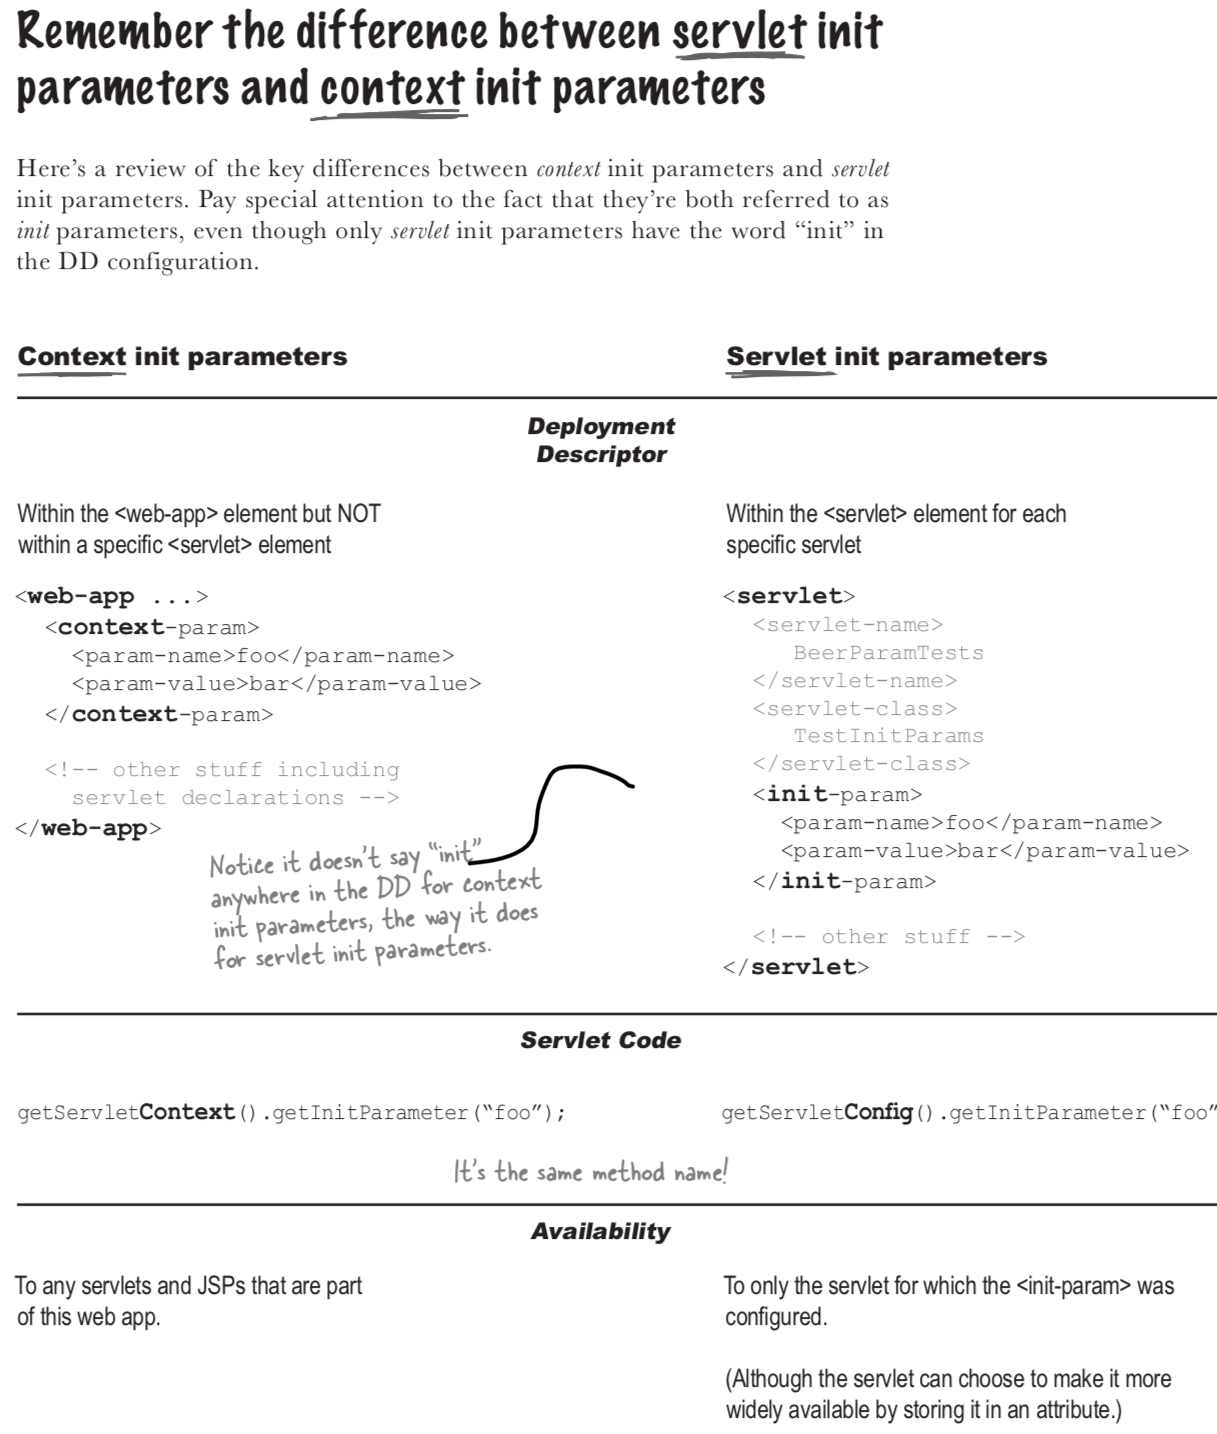 Remember the difference between servlet init
parameters and context init parameters
Here's a review of the key differences between context init parameters and servlet
init parameters. Pay special attention to the fact that they're both referred to as
init parameters, even though only servlet init parameters have the word “init” in
the DD configuration.
Context init parameters
Servlet init parameters
Deployment
Descriptor
Within the <web-app> element but NOT
within a specific <servlet> element
<web-app ...>
<context-param>
<param-name>foo</param-name>
<param-value>bar</param-value>
</context-param>
<!-- other stuff including
servlet declarations -->
</web-app>
Notice it doesn't say “init”
anywhere in the DD for context
init parameters, the way it does
for servlet init parameters.
Within the <servlet> element for each
specific servlet
<servlet>
<servlet-name>
BeerParamTests
</servlet-name>
<servlet-class>
TestInitParams
</servlet-class>
<init-param>
<param-name>foo</param-name>
<param-value>bar</param-value>
</init-param>
<!-- other stuff -->
</servlet>
Servlet Code
getServletContext().getInitParameter(“foo”);
getServletConfig().getInitParameter(“foo”
It's the same method name!
Availability
To any servlets and JSPs that are part
of this web app.
To only the servlet for which the <init-param> was
configured.
(Although the servlet can choose to make it more
widely available by storing it in an attribute.)